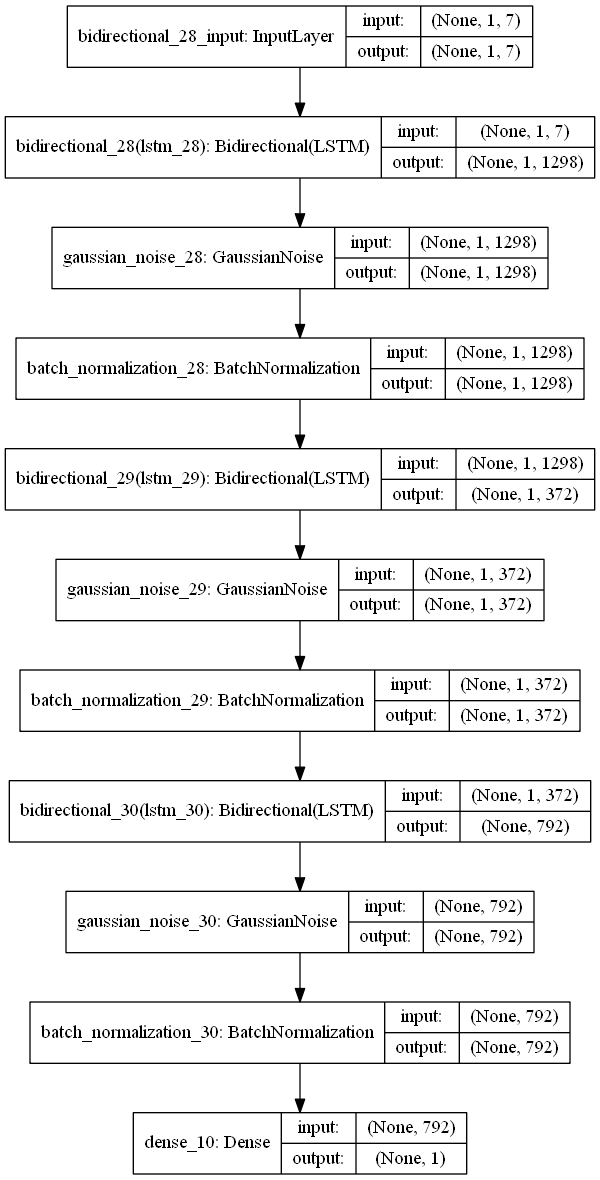 bidirectional_28_input: InputLayer
input: (None, 1, 7)
output: (None, 1, 7)
bidirectional_28(lstm_28): Bidirectional(LSTM)
input: (None, 1, 7)
output: (None, 1, 1298)
gaussian_noise_28: GaussianNoise
input: (None, 1, 1298)
output: (None, 1, 1298)
batch_normalization_28: BatchNormalization
input: (None, 1, 1298)
output: (None, 1, 1298)
bidirectional_29(lstm_29): Bidirectional(LSTM)
input: (None, 1, 1298)
output: (None, 1, 372)
gaussian_noise_29: GaussianNoise
input: (None, 1, 372)
output: (None, 1, 372)
batch_normalization_29: BatchNormalization
input: (None, 1, 372)
output: (None, 1, 372)
bidirectional_30(lstm_30): Bidirectional(LSTM)
input: (None, 1, 372)
output: (None, 792)
gaussian_noise_30: GaussianNoise
input: (None, 792)
output: (None, 792)
batch_normalization_30: BatchNormalization
input: (None, 792)
output: (None, 792)
dense_10: Dense
input: (None, 792)
output: (None, 1)